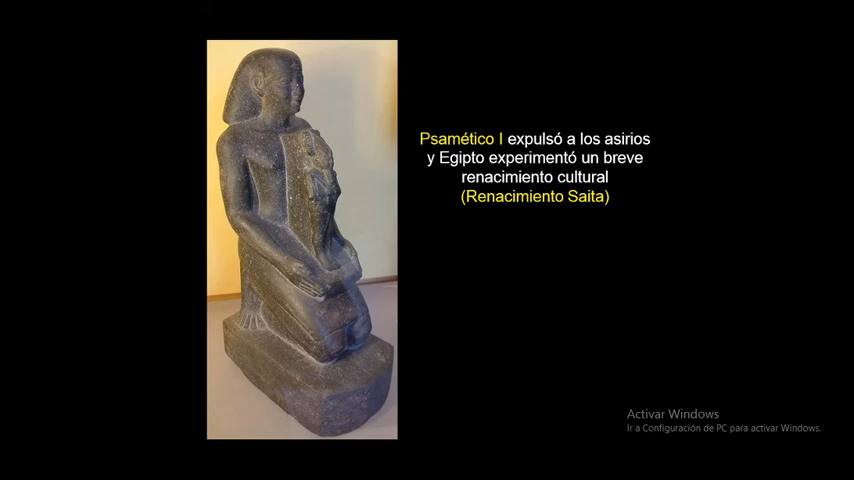 Psamético I expulsó a los asirios
y Egipto experimentó un breve
renacimiento cultural
(Renacimiento Saita)
Activar Windows
Ir a Configuración de PC para activar Windows.